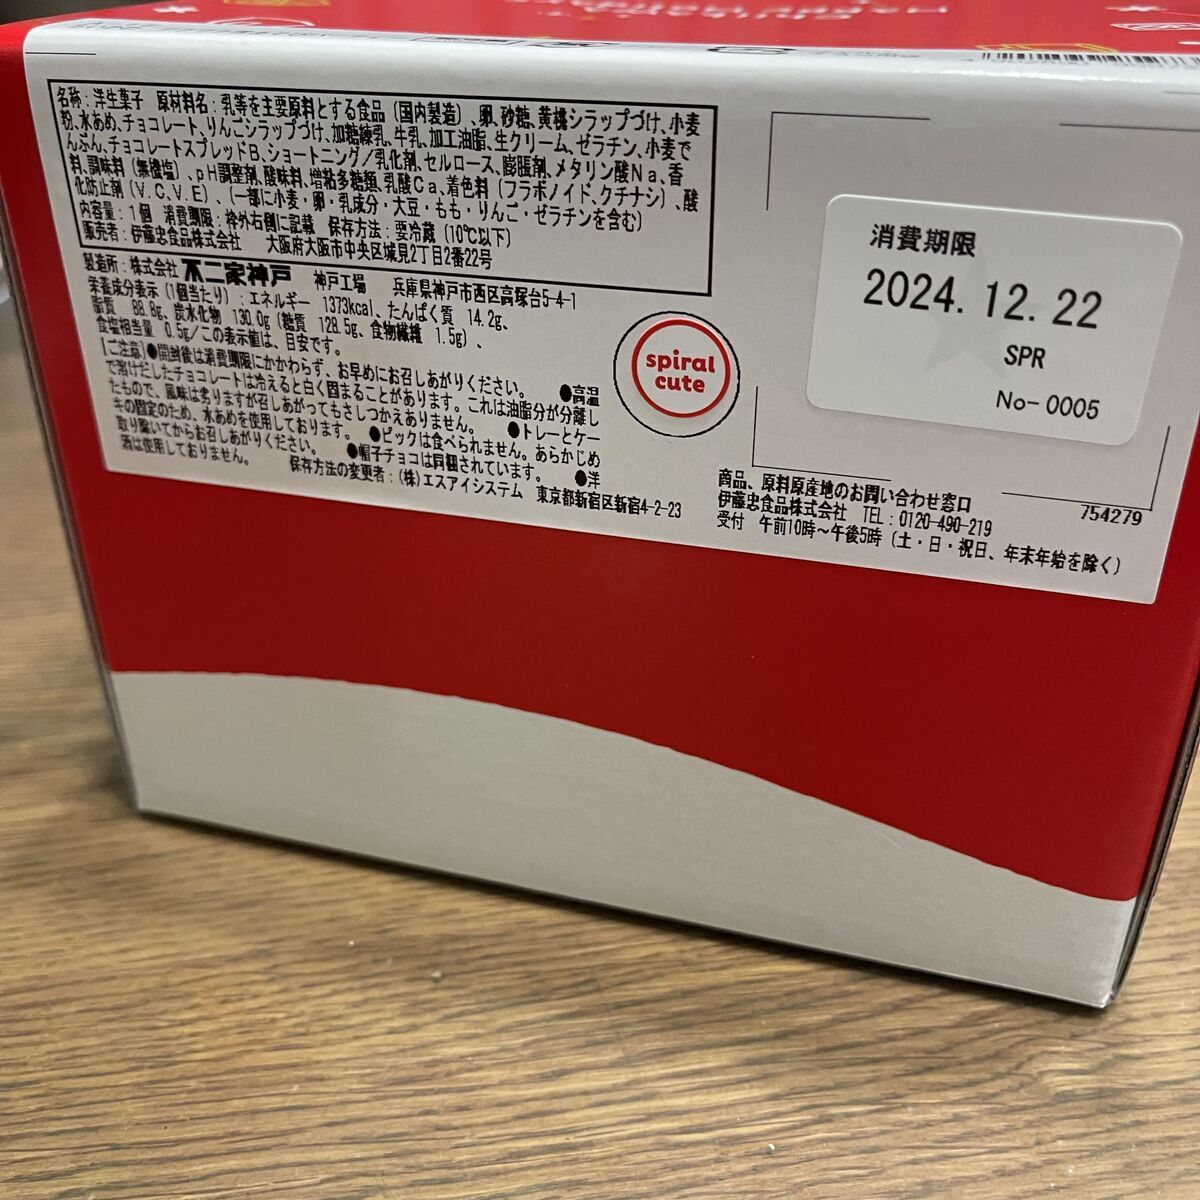 名称:洋生菓子 原材料名:乳等を主要原料とする食品(国内製造)、卵、砂糖、黄桃シラップづけ、小麦
粉、水あめ、チョコレート、りんごシラップづけ、加糖練乳、牛乳、加工油脂、生クリーム、ゼラチン、小麦で
んぷん、チョコレートスプレッドB、ショートニング/乳化剤、セルロース、膨脹剤、メタリン酸Na、香
料、調味料(無機塩)、pH調整剤、酸味料、増粘多糖類、乳酸Ca、着色料(フラボノイド、クチナシ)、酸
化防止剤(V.C、V.E)、(一部に小麦・卵・乳成分・大豆・もも・りんご・ゼラチンを含む)
内容量:1個 消費期限:枠外右側に記載 保存方法:要冷蔵(10℃以下)
販売者:伊藤忠食品株式会社 大阪府大阪市中央区城見2丁目2番22号
製造所:株式会社 不二家神戸 神戸工場 兵庫県神戸市西区高塚台5-4-1
栄養成分表示(1個当たり):エネルギー 1373kcal、たんぱく質 14.2g、
脂質 88.8g、炭水化物 130.0g(糖質 128.5g、食物繊維 1.5g)、
食塩相当量 0.5g/この表示値は、目安です。
【ご注意】●開封後は消費期限にかかわらず、お早めにお召しあがりください。 ●高温
で溶けだしたチョコレートは冷えると白く固まることがあります。これは油脂分が分離し
たもので、風味は劣りますが召しあがってもさしつかえありません。 ●トレーとケー
キの固定のため、水あめを使用しております。 ●ピックは食べられません。あらかじめ
取り除いてからお召しあがりください。 ●帽子チョコは同梱されています。 ●洋
酒は使用しておりません。
保存方法の変更者:(株)エスアイシステム 東京都新宿区新宿4-2-23
spiral
cute
消費期限
2024.12.22
SPR
No-0005
商品、原料原産地のお問い合わせ窓口
伊藤忠食品株式会社 TEL:0120-490-219
754279
受付 午前10時~午後5時(土・日・祝日、年末年始を除く)